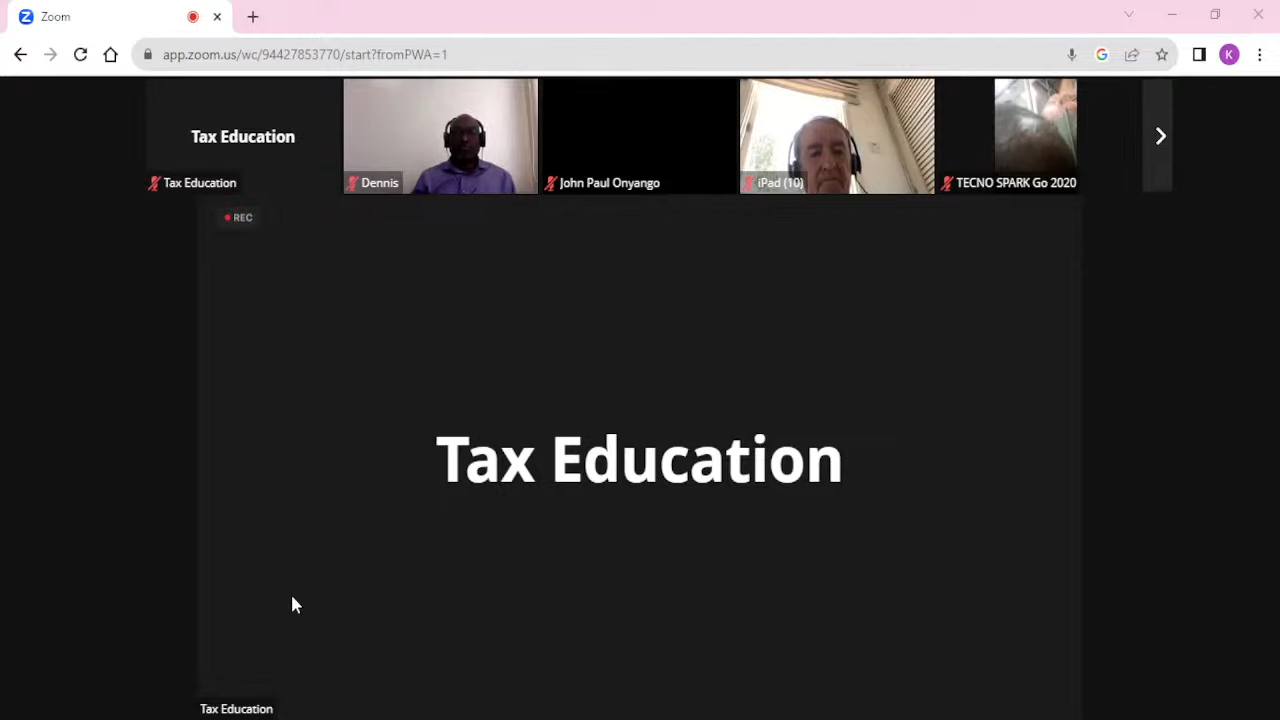 Zoom
app.zoom.us/wc/94427853770/start?fromPWA=1
K
Tax Education
Tax Education
Dennis
John Paul Onyango
iPad (10)
TECNO SPARK Go 2020
REC
Tax Education
Tax Education